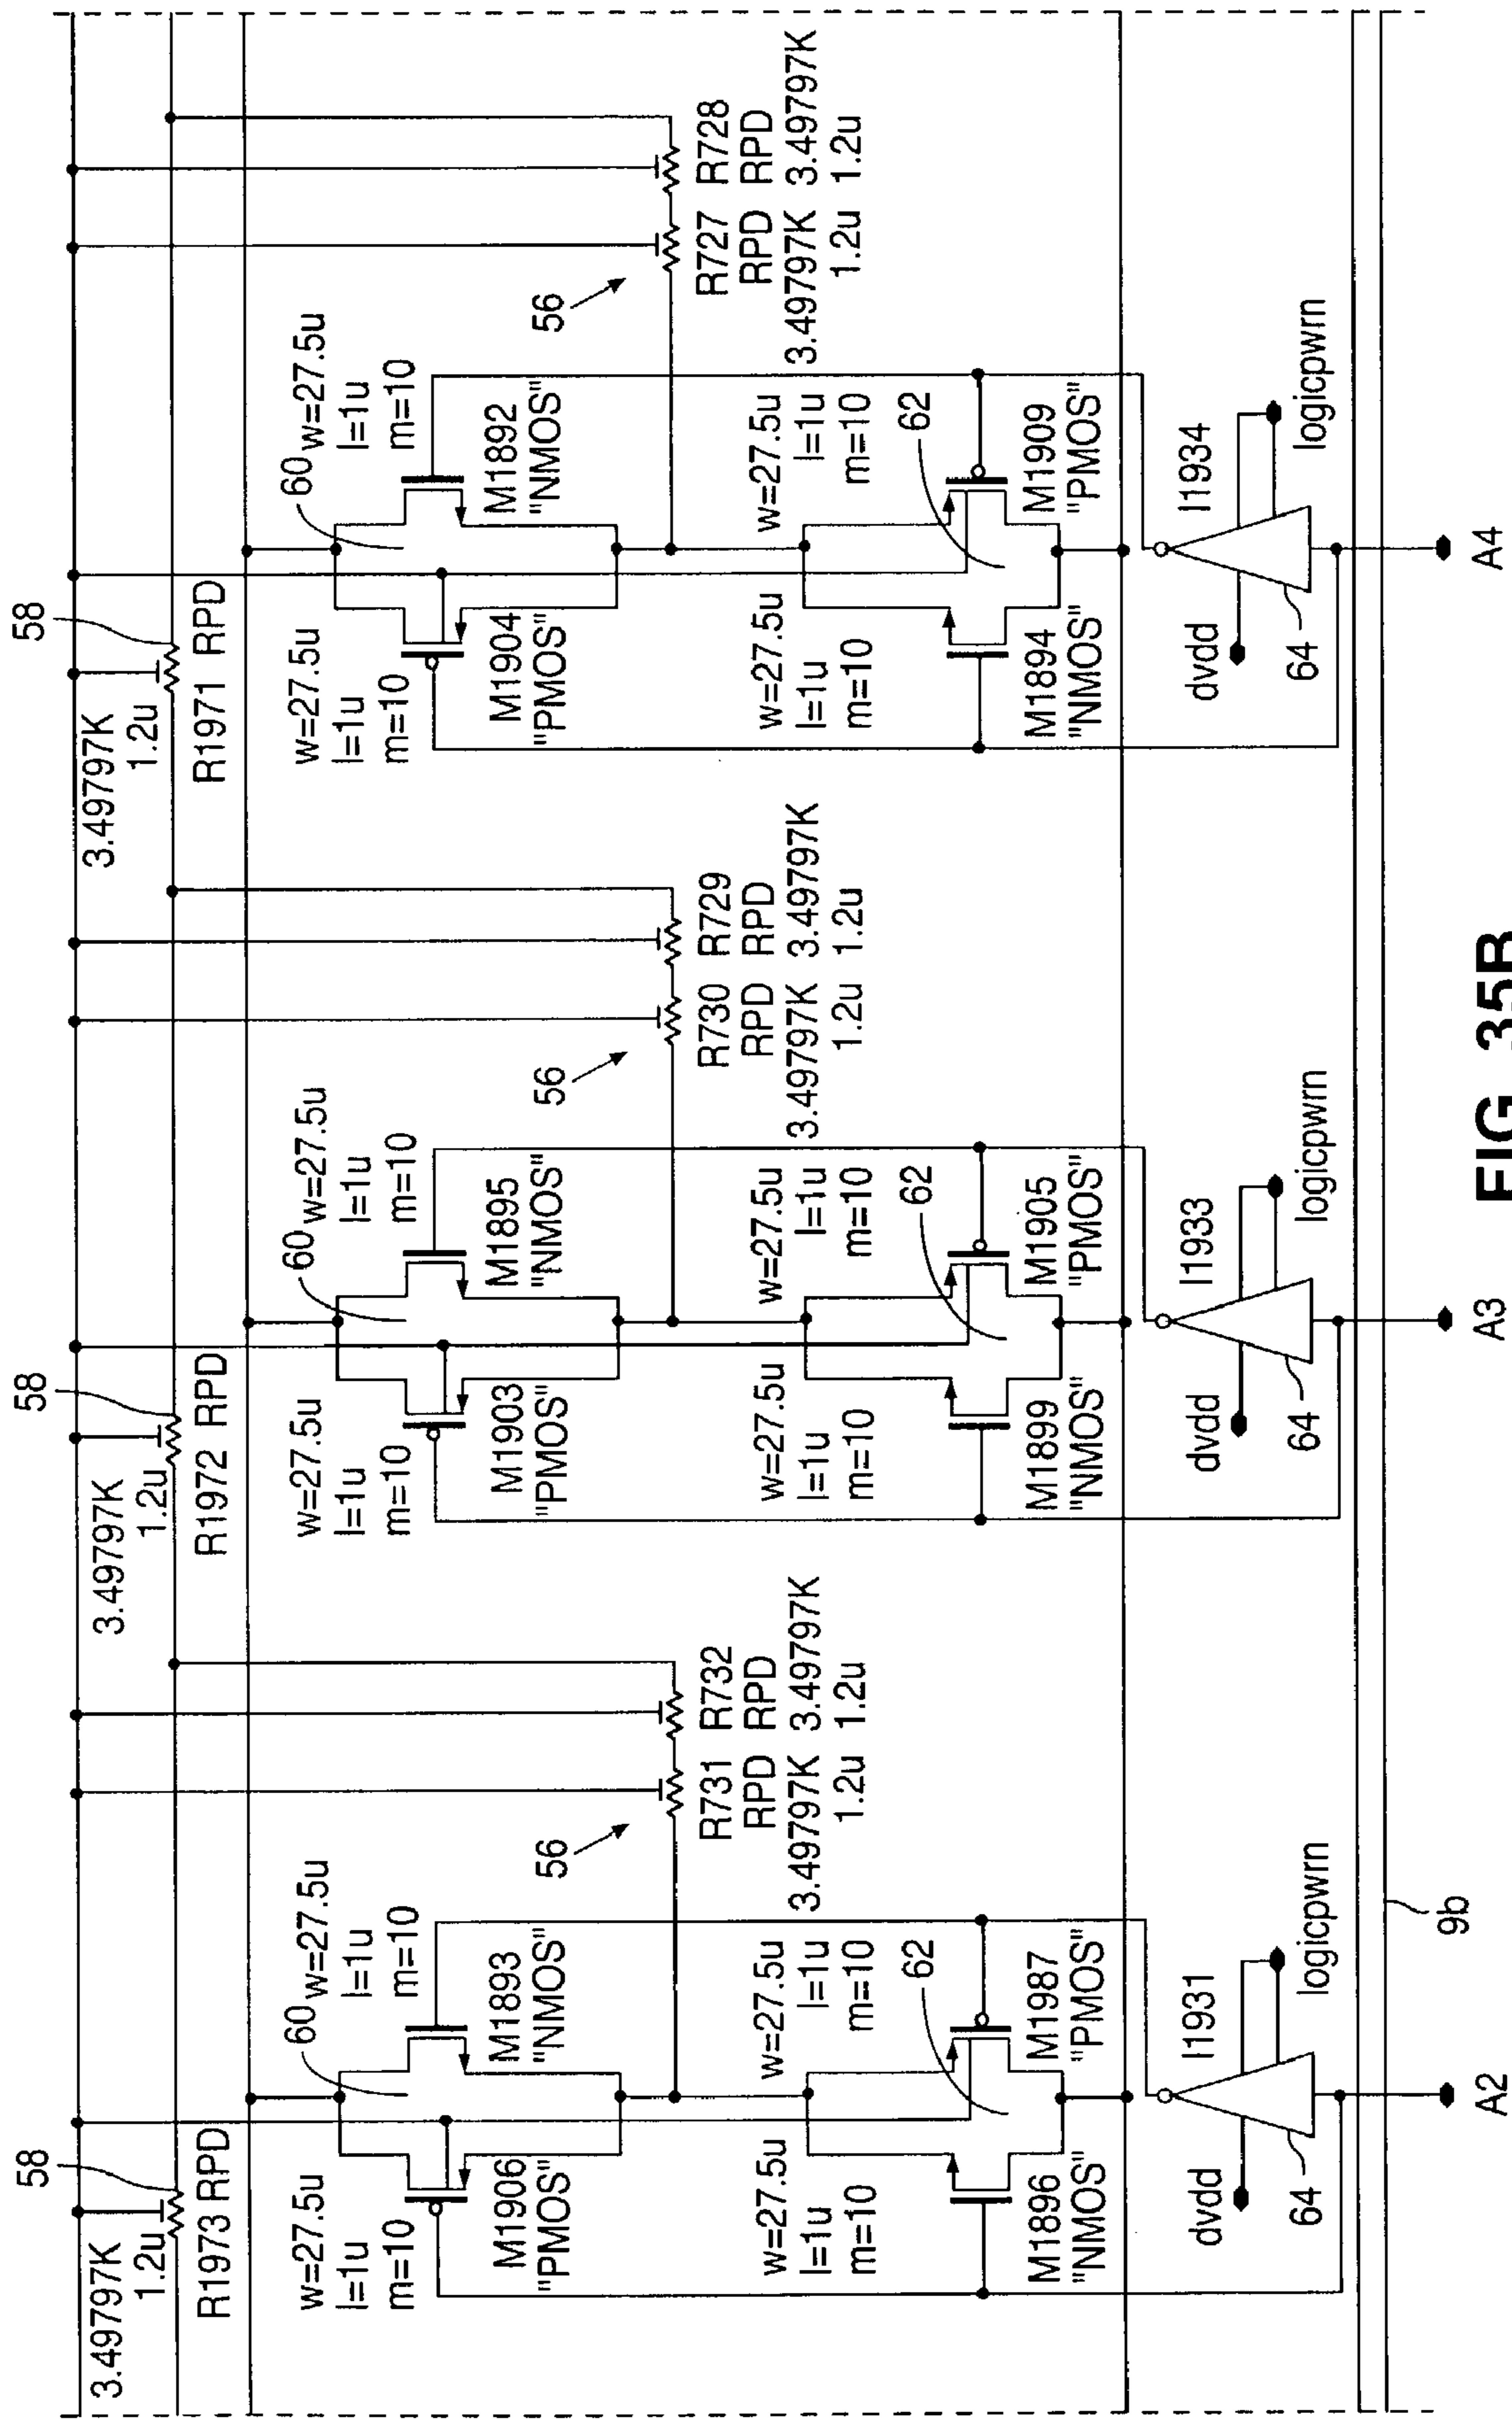 58
3.49797K
1.2u
R1973 RPD
60
w=27.5u
l=1u
m=10
M1906
"PMOS"
w=27.5u
l=1u
m=10
M1893
"NMOS"
56
R731 R732
RPD RPD
3.49797K 3.49797K
1.2u 1.2u
w=27.5u
l=1u
m=10
M1896
"NMOS"
w=27.5u
l=1u
m=10
62
M1987
"PMOS"
dvdd
I1931
64
logicpwrn
A2
9b
58
3.49797K
1.2u
R1972 RPD
60
w=27.5u
l=1u
m=10
M1903
"PMOS"
w=27.5u
l=1u
m=10
M1895
"NMOS"
56
R730 R729
RPD RPD
3.49797K 3.49797K
1.2u 1.2u
w=27.5u
l=1u
m=10
M1899
"NMOS"
w=27.5u
l=1u
m=10
62
M1905
"PMOS"
dvdd
I1933
64
logicpwrn
A3
58
3.49797K
1.2u
R1971 RPD
60
w=27.5u
l=1u
m=10
M1904
"PMOS"
w=27.5u
l=1u
m=10
M1892
"NMOS"
56
R727 R728
RPD RPD
3.49797K 3.49797K
1.2u 1.2u
w=27.5u
l=1u
m=10
M1894
"NMOS"
w=27.5u
l=1u
m=10
62
M1909
"PMOS"
dvdd
I1934
64
logicpwrn
A4
FIG_35B